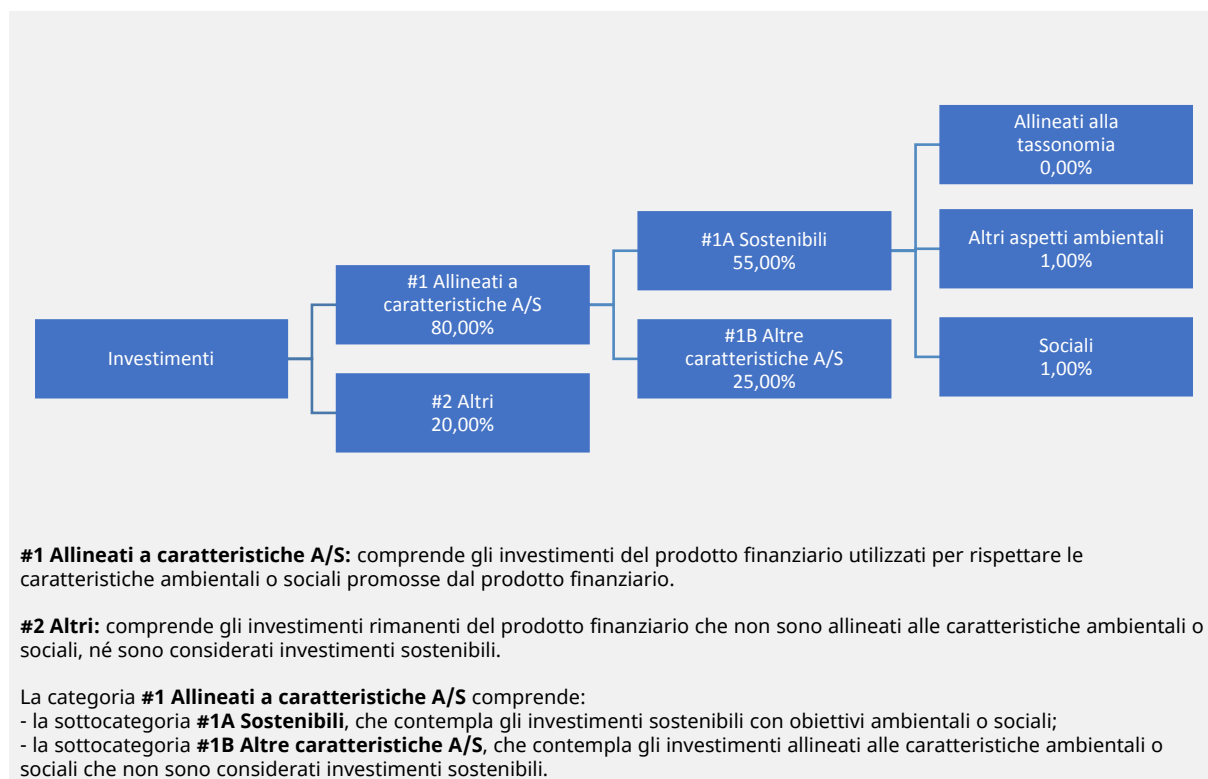 Investimenti
#1 Allineati a
caratteristiche A/S
80,00%
#2 Altri
20,00%
#1A Sostenibili
55,00%
#1B Altre
caratteristiche A/S
25,00%
Allineati alla
tassonomia
0,00%
Altri aspetti ambientali
1,00%
Sociali
1,00%
#1 Allineati a caratteristiche A/S: comprende gli investimenti del prodotto finanziario utilizzati per rispettare le
caratteristiche ambientali o sociali promosse dal prodotto finanziario.
#2 Altri: comprende gli investimenti rimanenti del prodotto finanziario che non sono allineati alle caratteristiche ambientali o
sociali, né sono considerati investimenti sostenibili.
La categoria #1 Allineati a caratteristiche A/S comprende:
- la sottocategoria #1A Sostenibili, che contempla gli investimenti sostenibili con obiettivi ambientali o sociali;
- la sottocategoria #1B Altre caratteristiche A/S, che contempla gli investimenti allineati alle caratteristiche ambientali o
sociali che non sono considerati investimenti sostenibili.